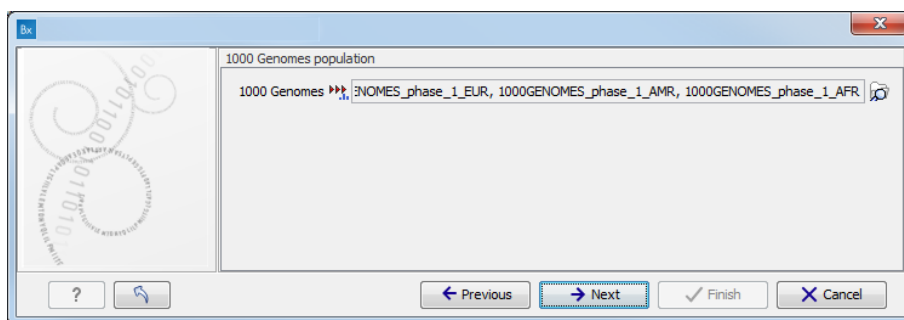 Bx
1000 Genomes population
1000 Genomes ENOMES_phase_1_EUR, 1000GENOMES_phase_1_AMR, 1000GENOMES_phase_1_AFR
? Previous Next Finish Cancel